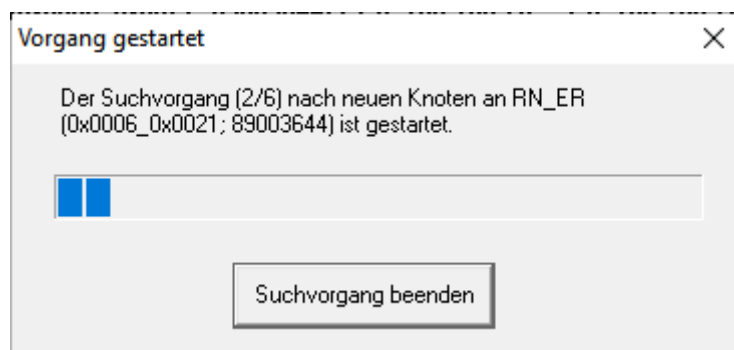 Vorgang gestartet
Der Suchvorgang (2/6) nach neuen Knoten an RN_ER
(0x0006_0x0021; 89003644) ist gestartet.
Suchvorgang beenden